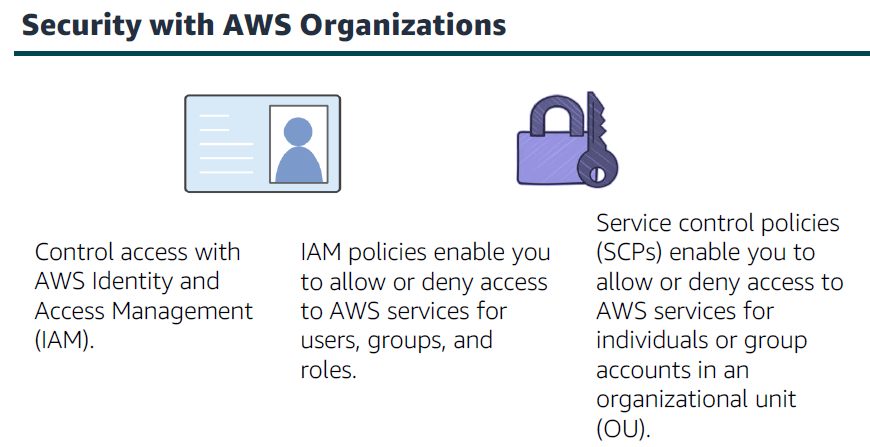 Security with AWS Organizations
Control access with
AWS Identity and
Access Management
(IAM).
IAM policies enable you
to allow or deny access
to AWS services for
users, groups, and
roles.
Service control policies
(SCPs) enable you to
allow or deny access to
AWS services for
individuals or group
accounts in an
organizational unit
(OU).